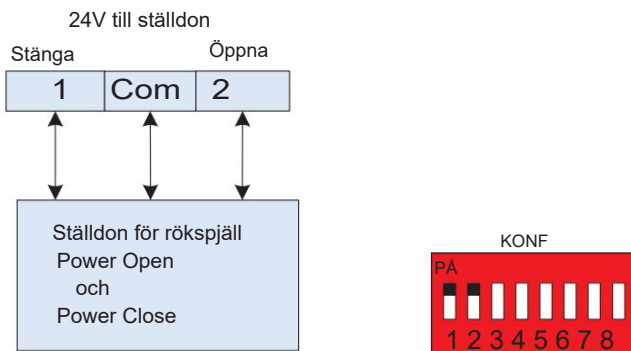 24V till ställdon
Stänga
Öppna
1 Com 2
Ställdon för rökspjäll
Power Open
och
Power Close
KONF
PÅ
1 2 3 4 5 6 7 8